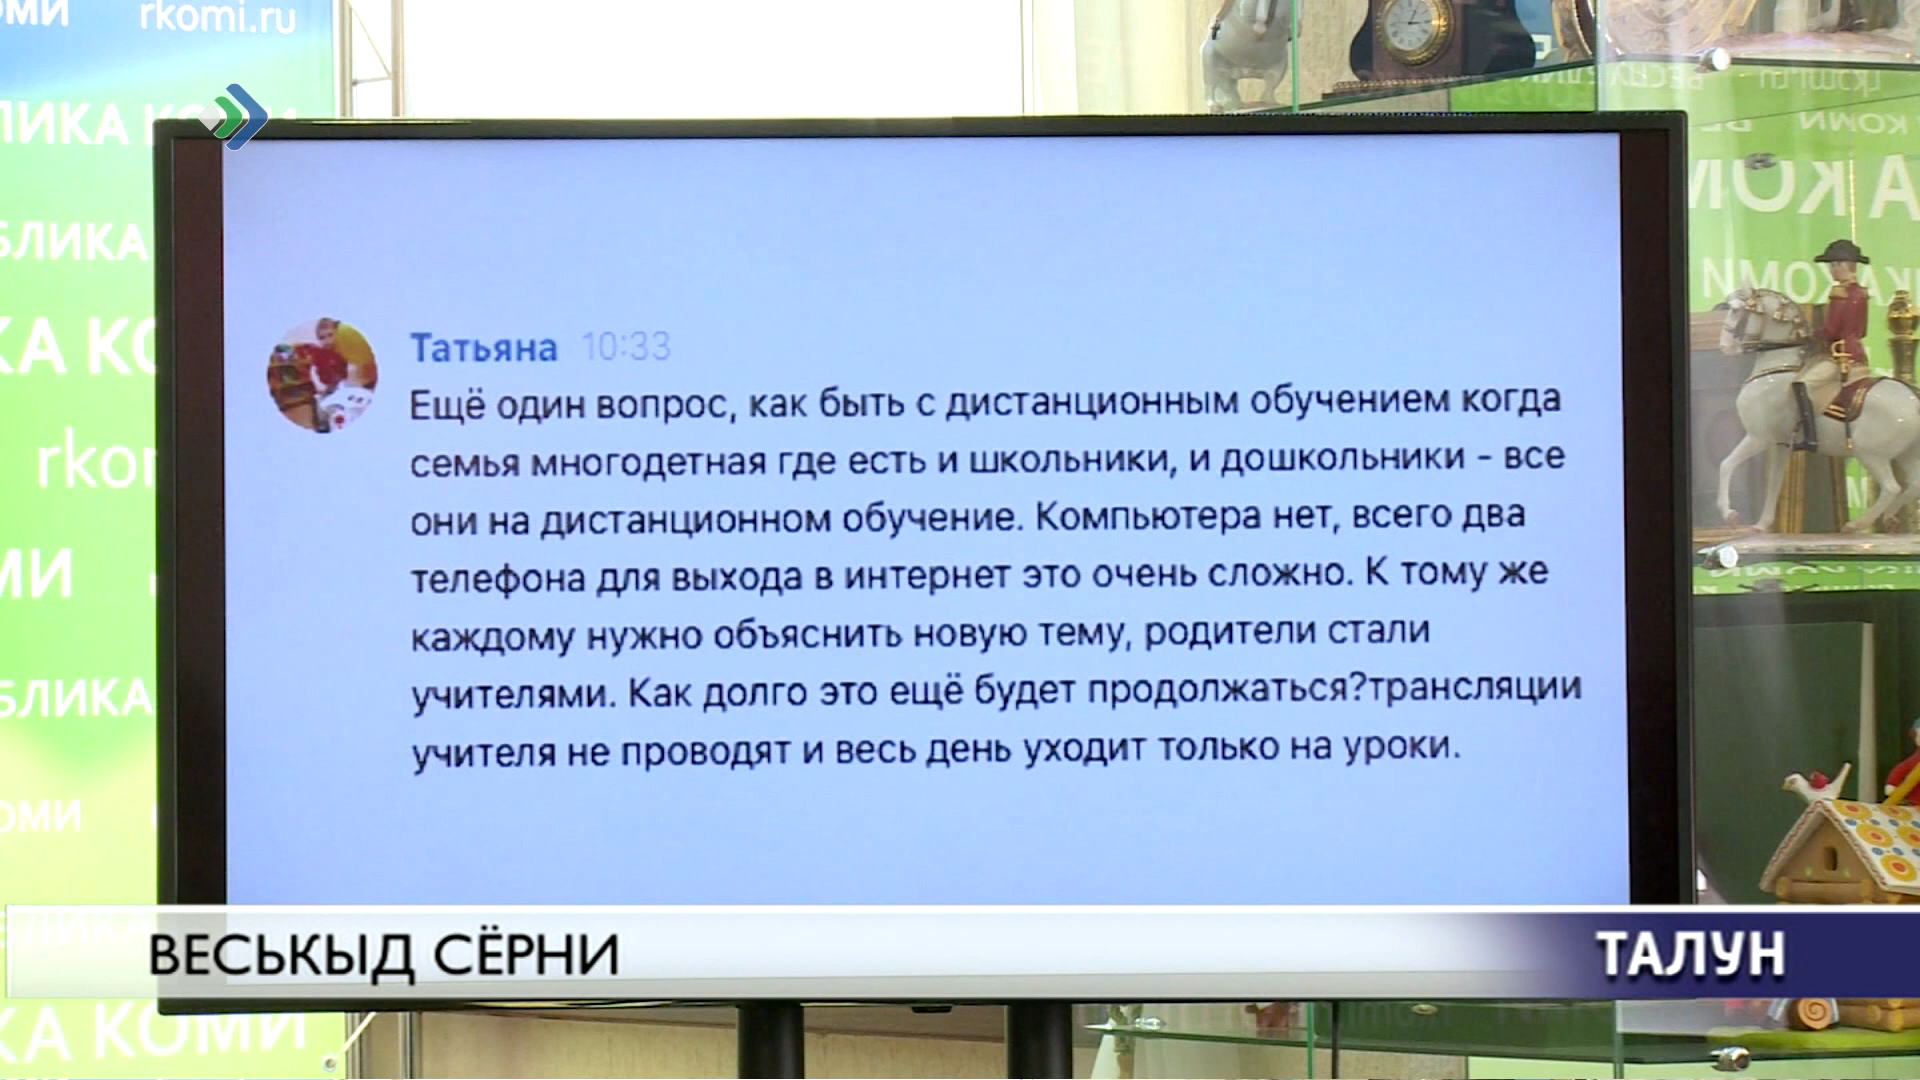 rkomi.ru
Татьяна 10:33
Ещё один вопрос, как быть с дистанционным обучением когда
семья многодетная где есть и школьники, и дошкольники - все
они на дистанционном обучение. Компьютера нет, всего два
телефона для выхода в интернет это очень сложно. К тому же
каждому нужно объяснить новую тему, родители стали
учителями. Как долго это ещё будет продолжаться?трансляции
учителя не проводят и весь день уходит только на уроки.
ВЕСЬКЫД СЁРНИ
ТАЛУН
КА КОМИ